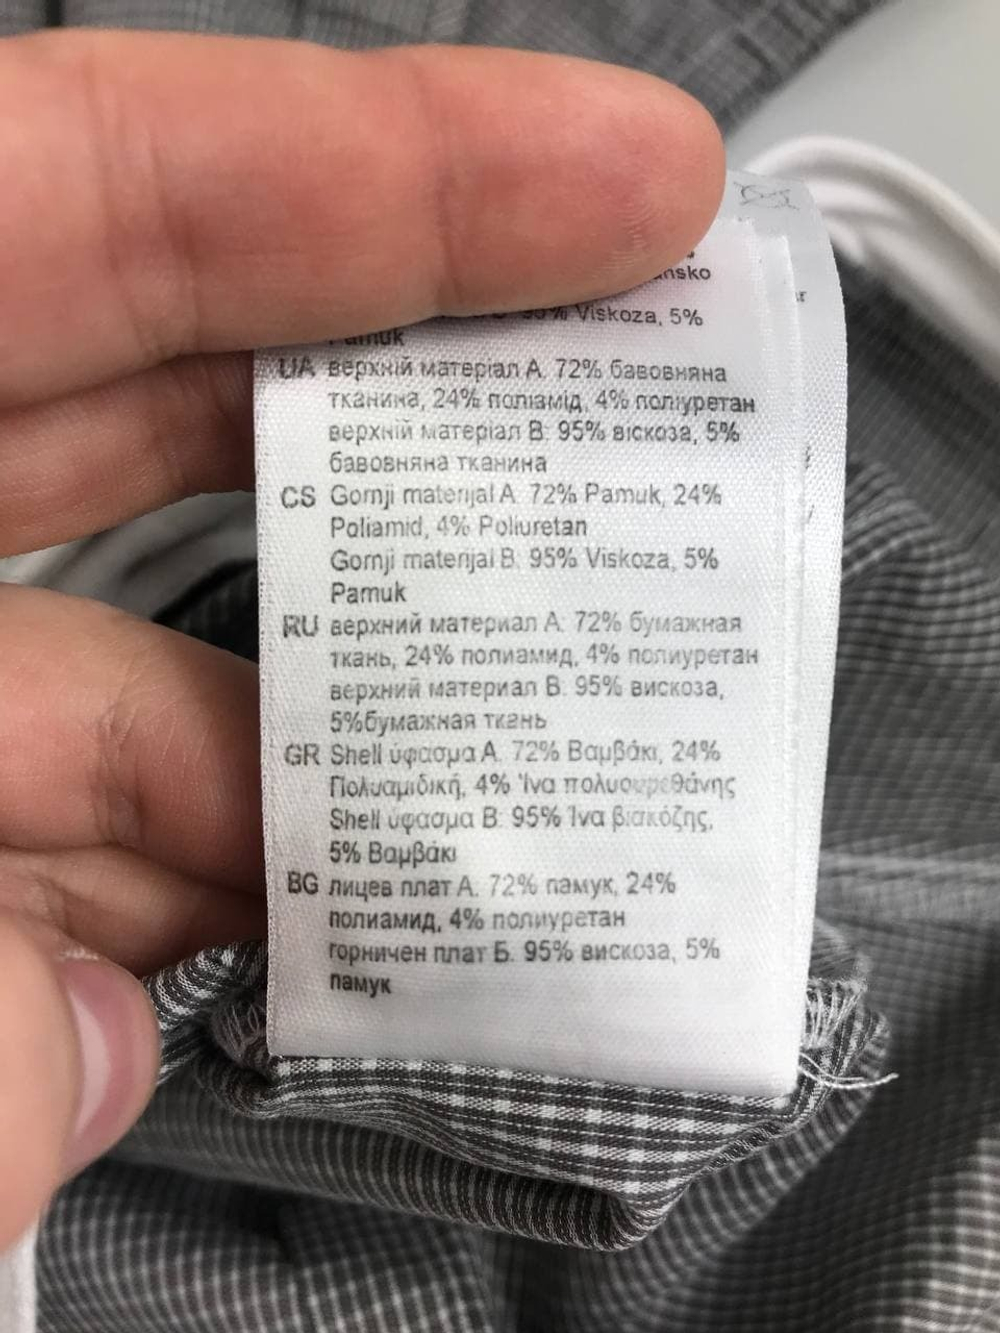 Viskoza, 5%
Pamuk
UA верхній матеріал А. 72% бавовняна
тканина, 24% поліамід, 4% поліуретан
верхній матеріал В: 95% віскоза, 5%
бавовняна тканина
CS Gornji materijal A. 72% Pamuk, 24%
Poliamid, 4% Poliuretan
Gornji materijal B: 95% Viskoza, 5%
Pamuk
RU верхний материал А: 72% бумажная
ткань, 24% полиамид, 4% полиуретан
верхний материал В: 95% вискоза,
5%бумажная ткань
GR Shell ύφασμα A. 72% Βαμβάκι, 24%
Πολυαμιδική, 4% Ίνα πολυουρεθάνης
Shell ύφασμα B: 95% Ίνα βισκόζης,
5% Βαμβάκι
BG лицев плат А. 72% памук, 24%
полиамид, 4% полиуретан
горничен плат Б. 95% вискоза, 5%
памук